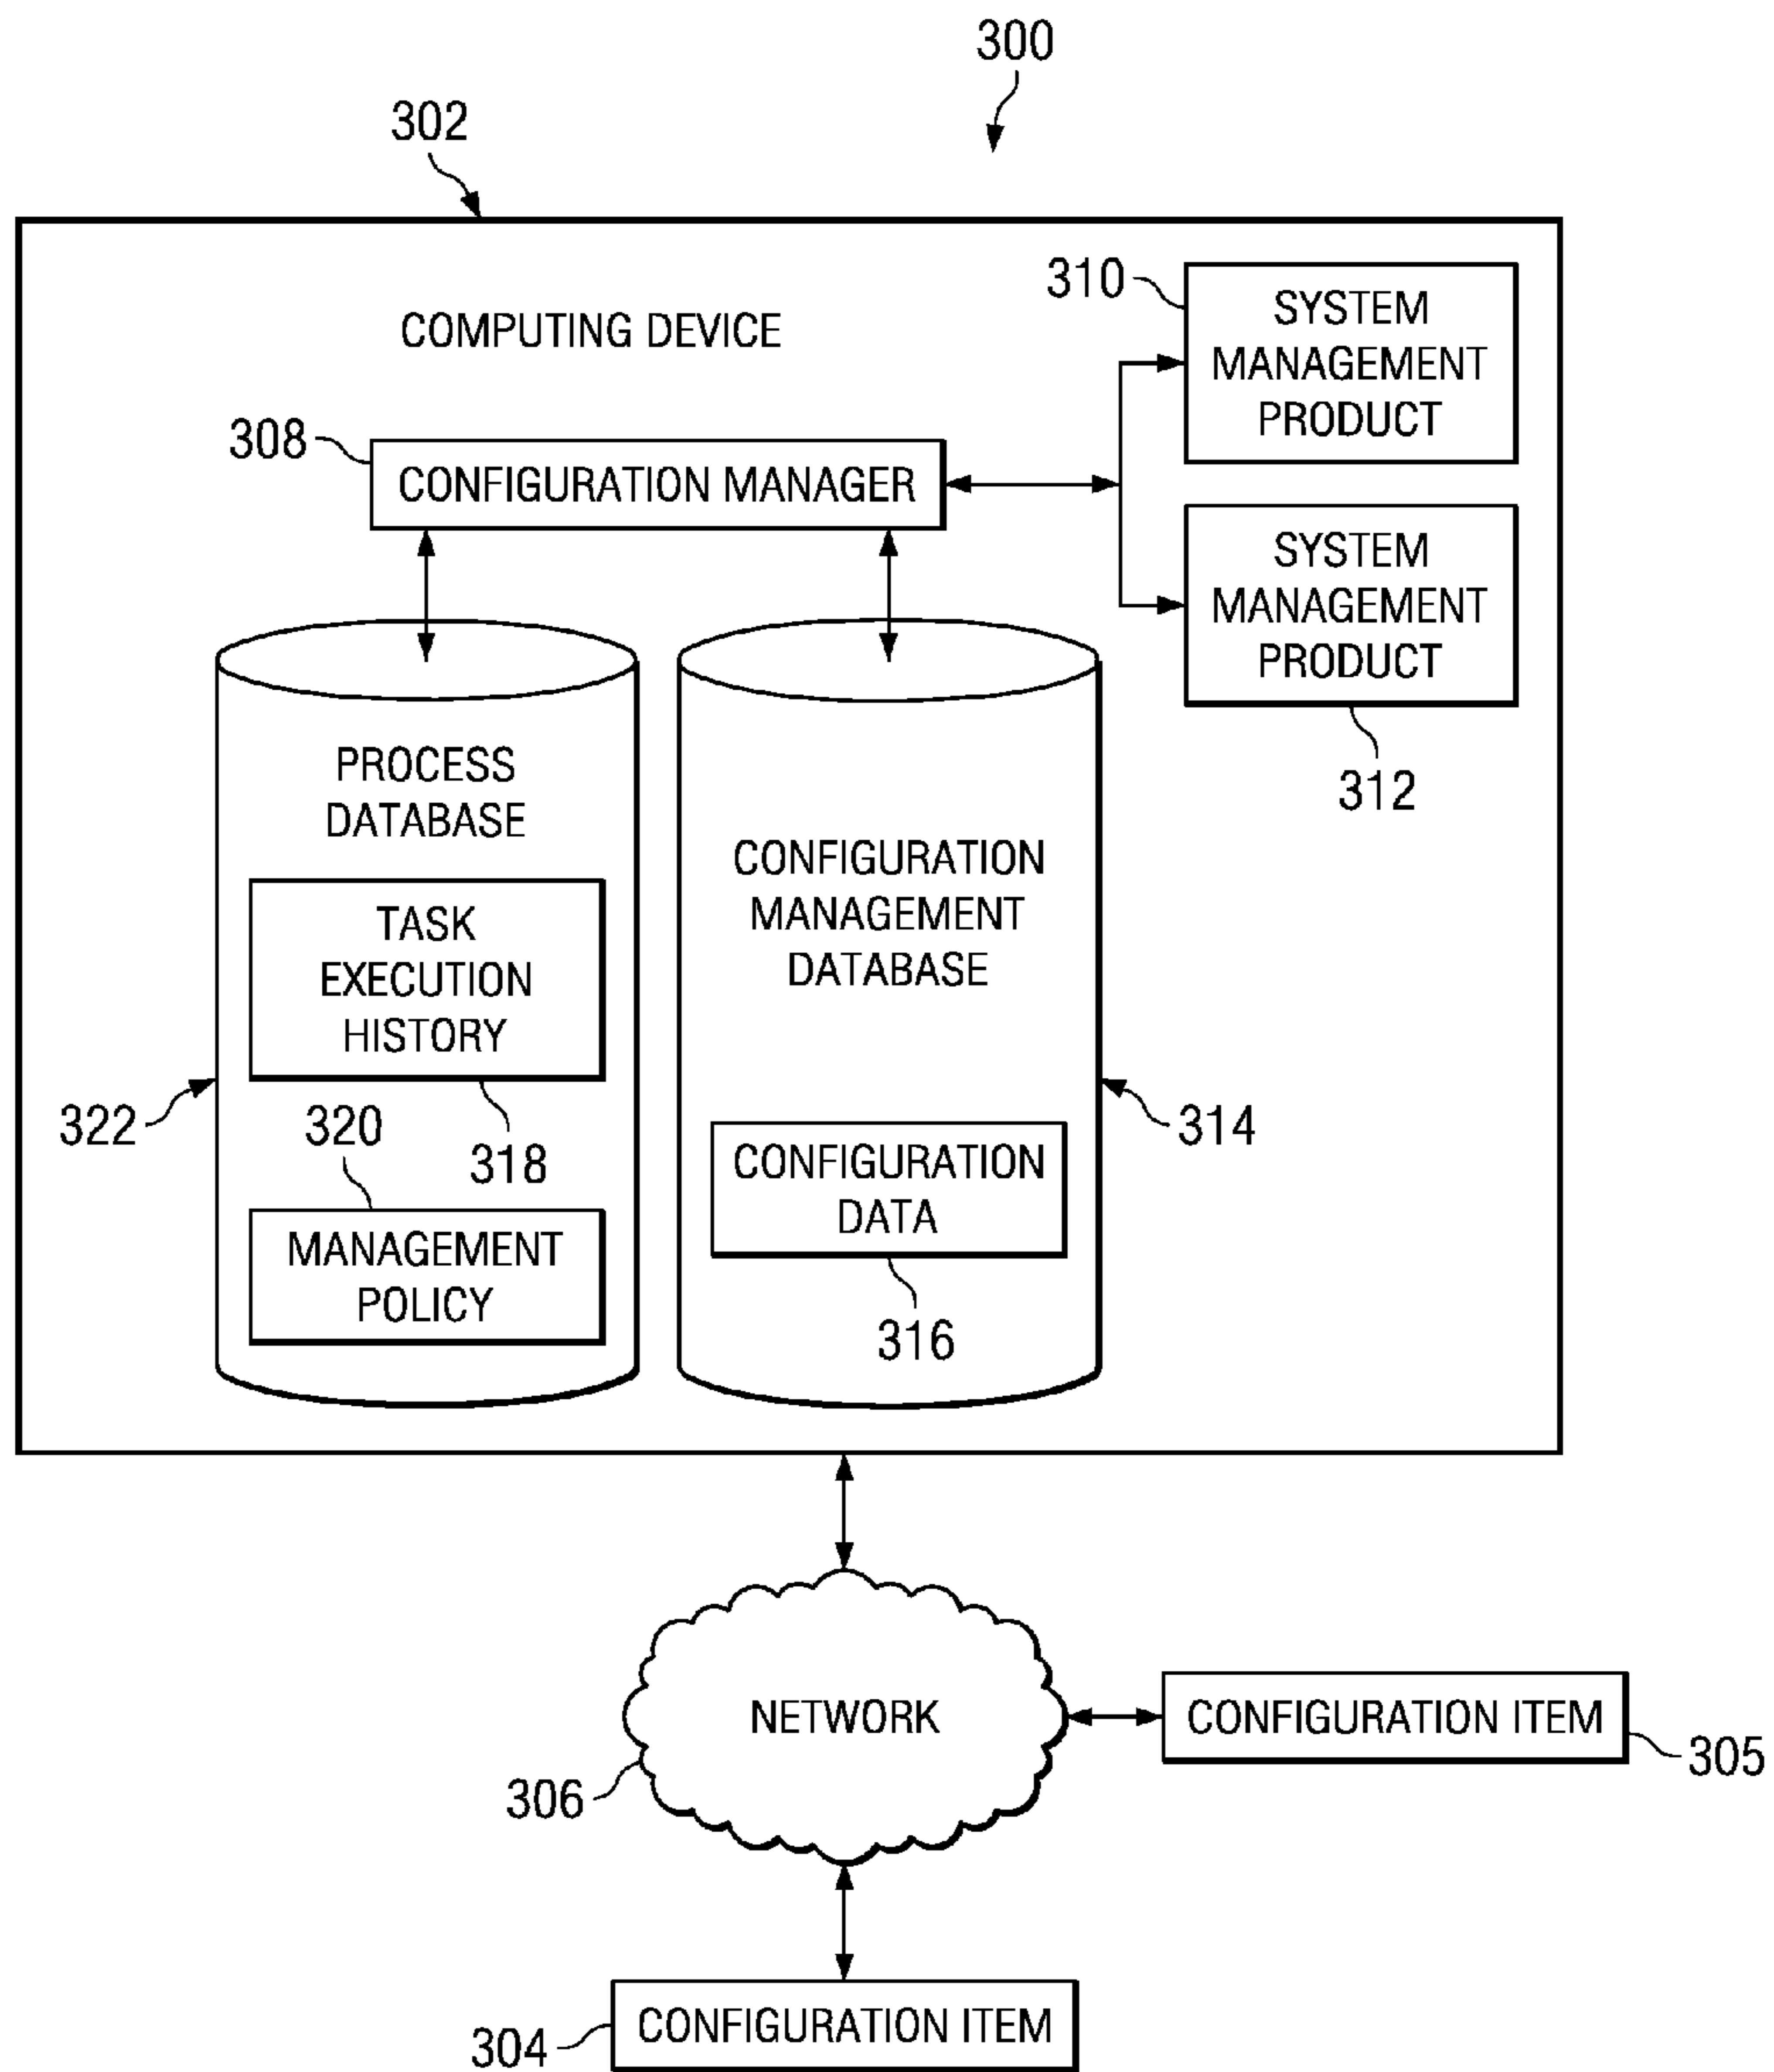 300
302
COMPUTING DEVICE
310
SYSTEM
MANAGEMENT
PRODUCT
308
CONFIGURATION MANAGER
SYSTEM
MANAGEMENT
PRODUCT
312
PROCESS
DATABASE
TASK
EXECUTION
HISTORY
322
320
318
MANAGEMENT
POLICY
CONFIGURATION
MANAGEMENT
DATABASE
314
CONFIGURATION
DATA
316
NETWORK
306
CONFIGURATION ITEM
305
304
CONFIGURATION ITEM